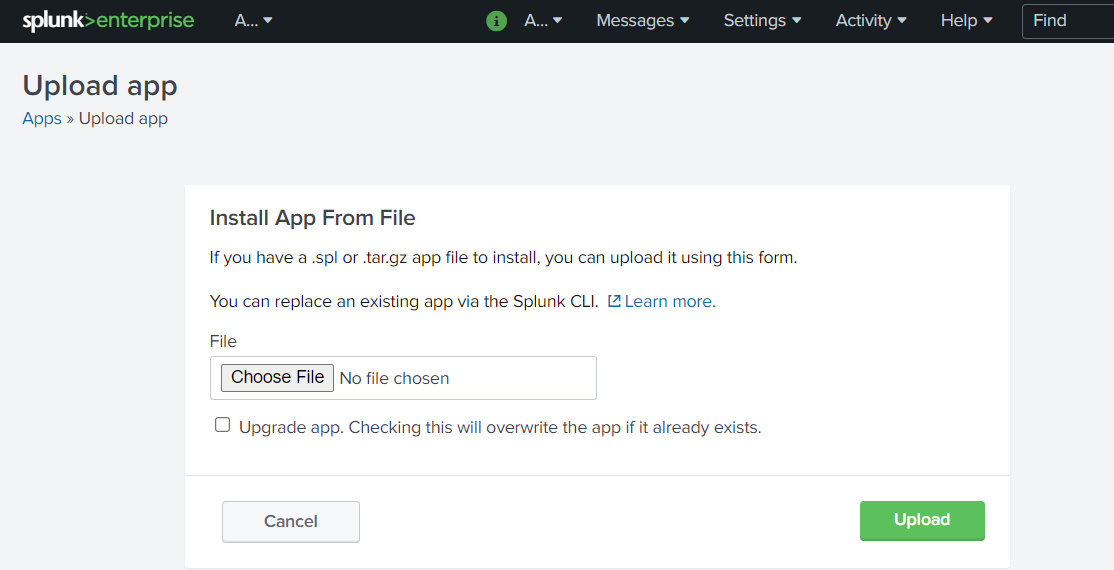 splunk>enterprise A... ▾ i A... ▾ Messages ▾ Settings ▾ Activity ▾ Help ▾ Find
Upload app
Apps » Upload app
Install App From File
If you have a .spl or .tar.gz app file to install, you can upload it using this form.
You can replace an existing app via the Splunk CLI. Learn more.
File
Choose File No file chosen
Upgrade app. Checking this will overwrite the app if it already exists.
Cancel Upload